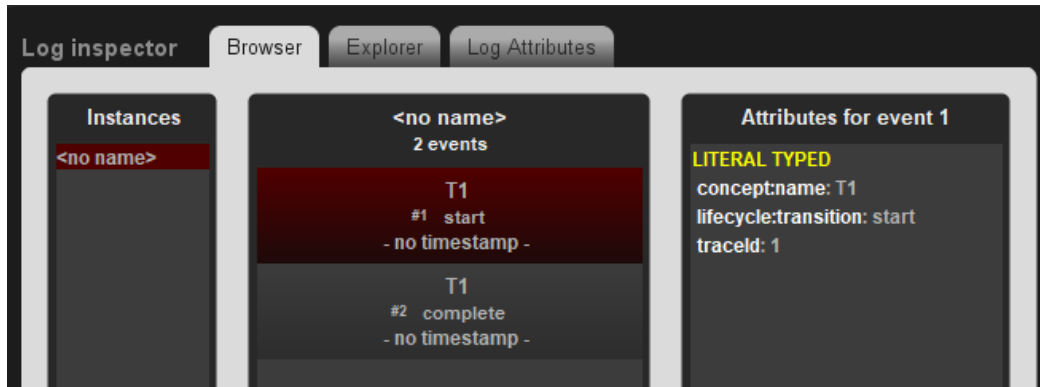 Log inspector Browser Explorer Log Attributes
Instances
<no name>
<no name>
2 events
T1
#1 start
- no timestamp -
T1
#2 complete
- no timestamp -
Attributes for event 1
LITERAL TYPED
concept:name: T1
lifecycle:transition: start
traceId: 1